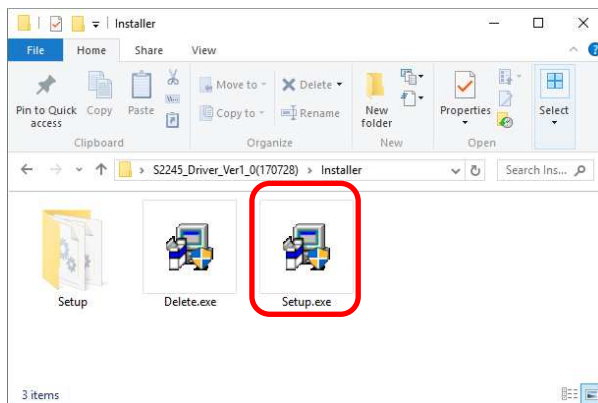 Installer
File Home Share View
Pin to Quick access
Copy
Paste
Move to
Copy to
Delete
Rename
New folder
Properties
Select
Clipboard Organize New Open
S2245_Driver_Ver1_0(170728) > Installer
Search Ins...
Setup
Delete.exe
Setup.exe
3 items